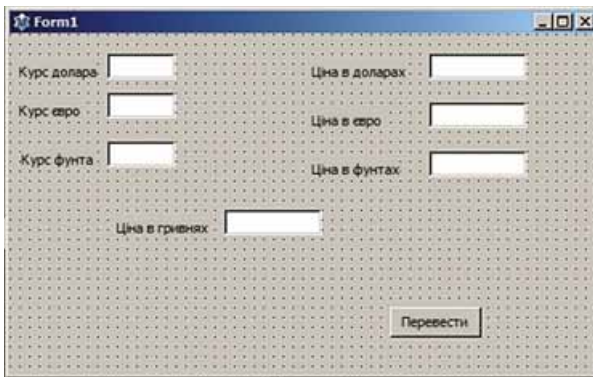 Form1
Курс долара
Ціна в доларах
Курс євро
Ціна в євро
Курс фунта
Ціна в фунтах
Ціна в гривнях
Перевести